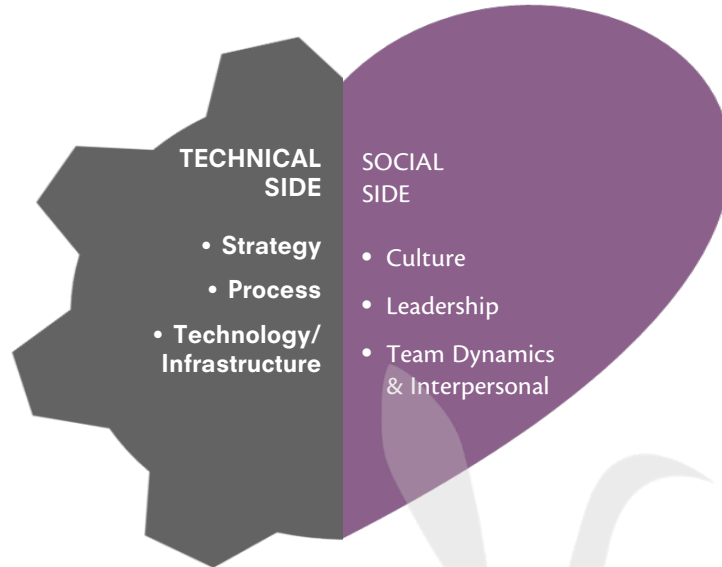 TECHNICAL
SIDE
• Strategy
• Process
• Technology/
Infrastructure
SOCIAL
SIDE
• Culture
• Leadership
• Team Dynamics
& Interpersonal